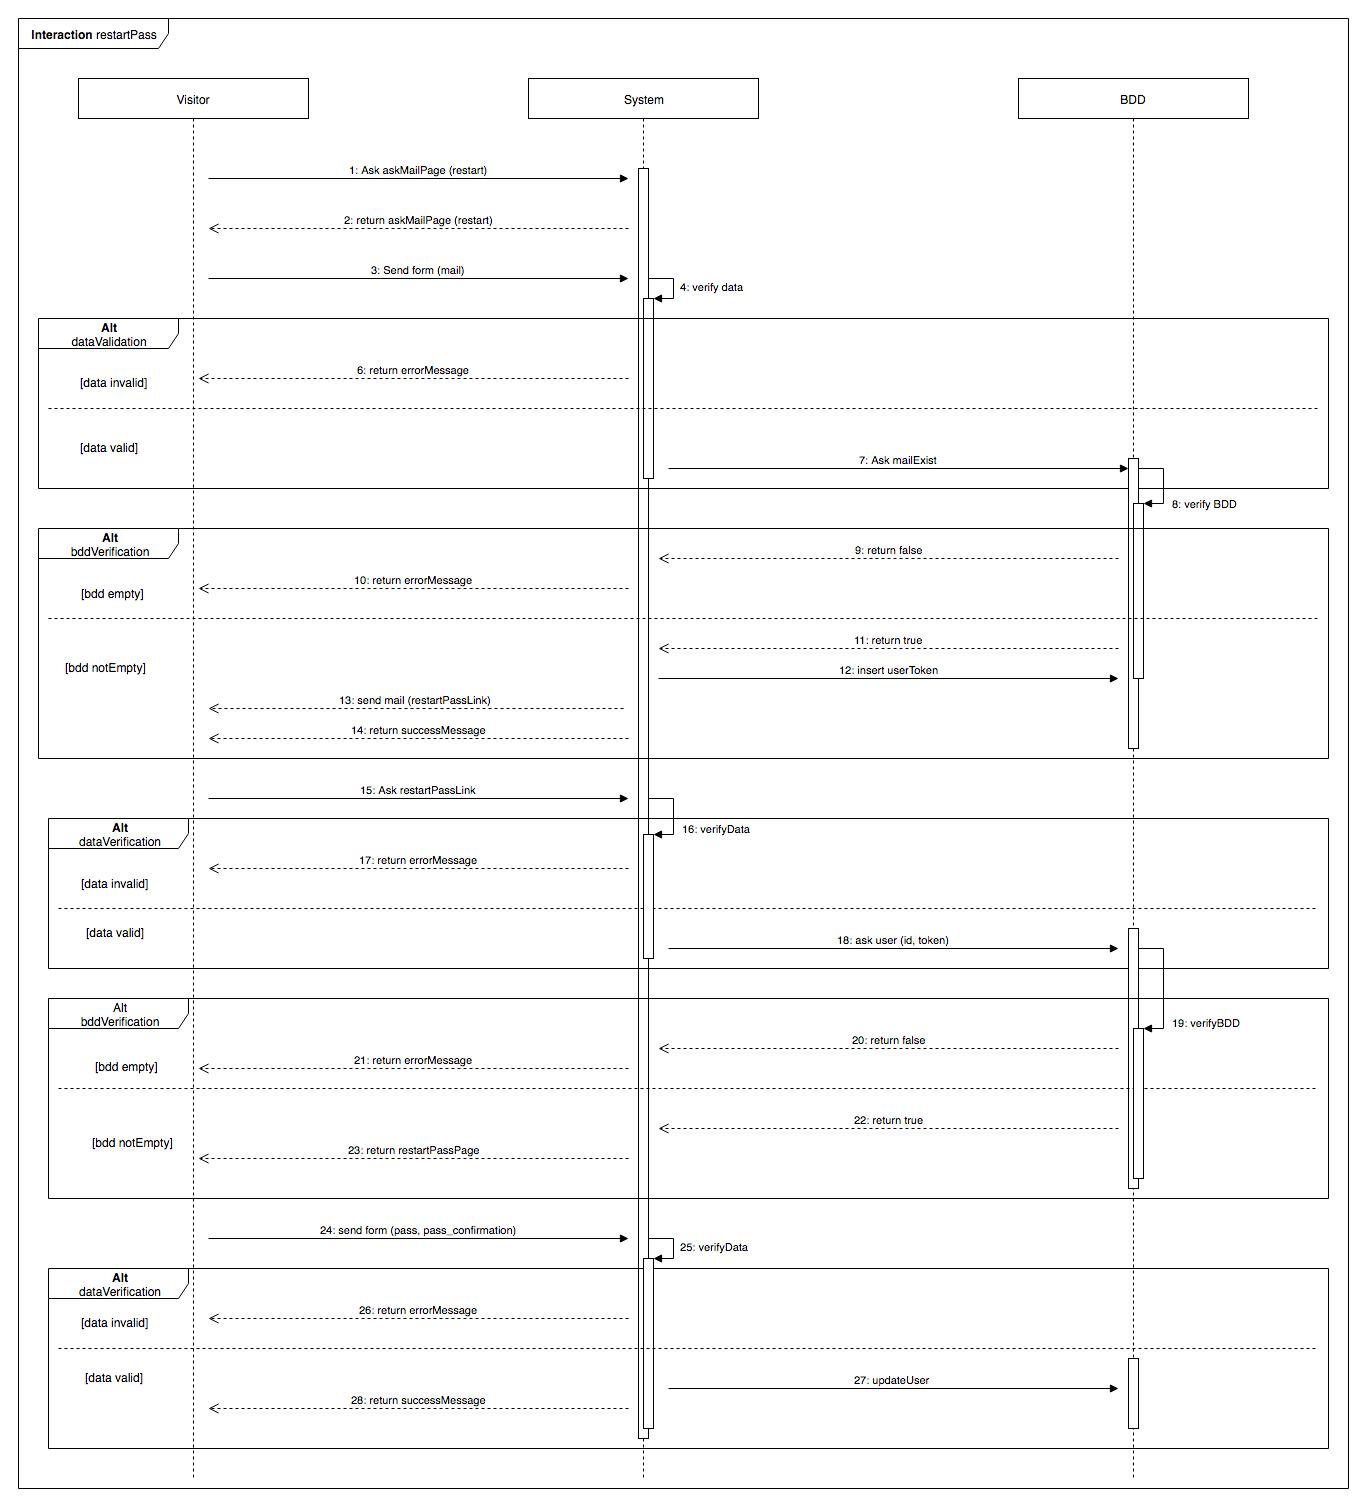 Interaction restartPass
Visitor
System
BDD
1: Ask askMailPage (restart)
2: return askMailPage (restart)
3: Send form (mail)
4: verify data
Alt
dataValidation
6: return errorMessage
[data invalid]
[data valid]
7: Ask mailExist
8: verify BDD
Alt
bddVerification
9: return false
10: return errorMessage
[bdd empty]
11: return true
[bdd notEmpty]
12: insert userToken
13: send mail (restartPassLink)
14: return successMessage
15: Ask restartPassLink
16: verifyData
Alt
dataVerification
17: return errorMessage
[data invalid]
[data valid]
18: ask user (id, token)
Alt
bddVerification
19: verifyBDD
20: return false
21: return errorMessage
[bdd empty]
22: return true
[bdd notEmpty]
23: return restartPassPage
24: send form (pass, pass_confirmation)
25: verifyData
Alt
dataVerification
26: return errorMessage
[data invalid]
[data valid]
27: updateUser
28: return successMessage